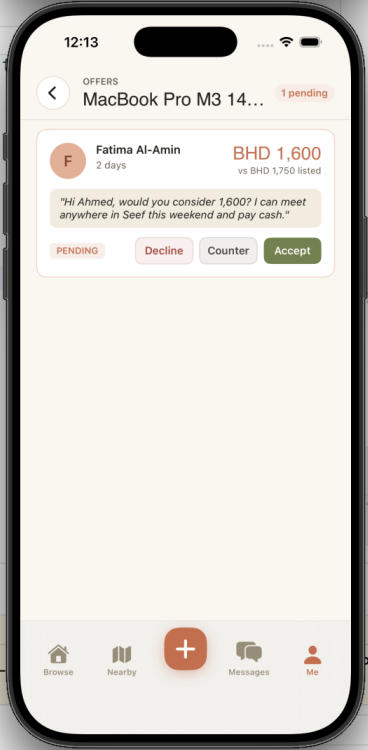 12:13
OFFERS
MacBook Pro M3 14...
1 pending
F
Fatima Al-Amin
2 days
BHD 1,600
vs BHD 1,750 listed
"Hi Ahmed, would you consider 1,600? I can meet
anywhere in Seef this weekend and pay cash."
PENDING
Decline
Counter
Accept
Browse
Nearby
Messages
Me